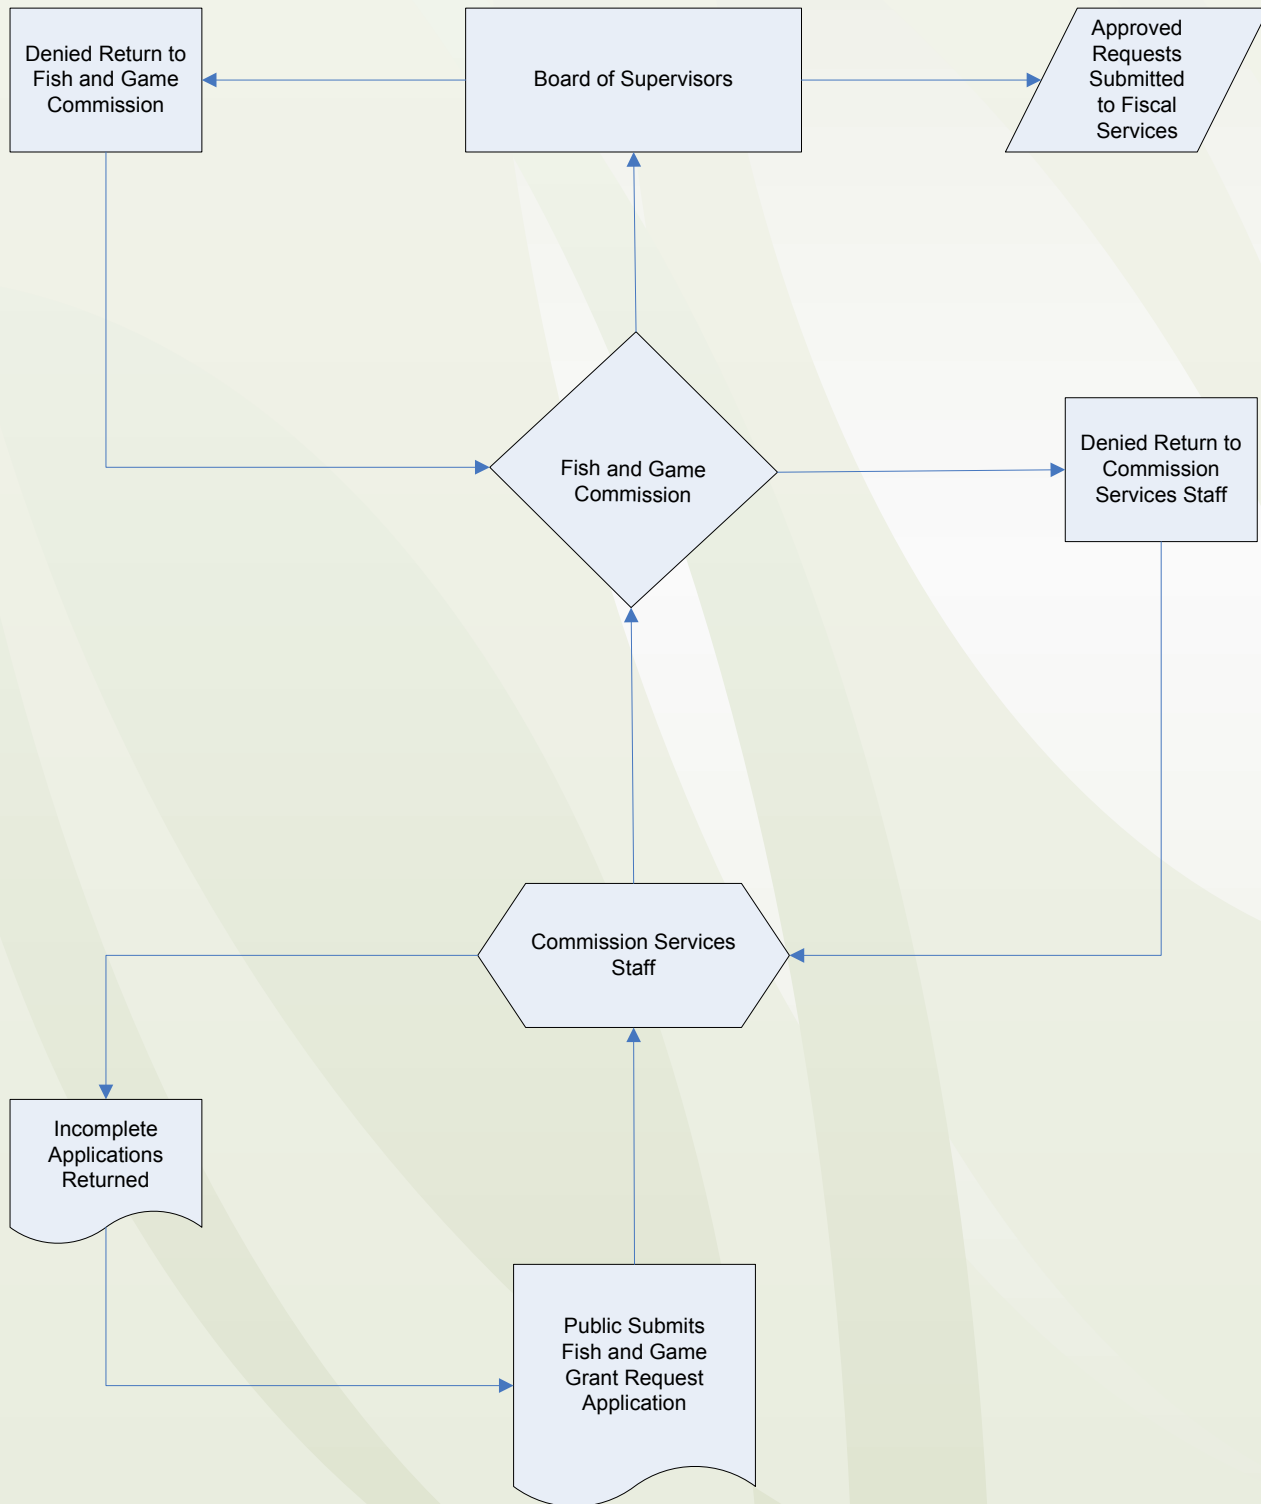 Denied Return to
Fish and Game
Commission
Board of Supervisors
Approved
Requests
Submitted
to Fiscal
Services
Fish and Game
Commission
Denied Return to
Commission
Services Staff
Commission Services
Staff
Incomplete
Applications
Returned
Public Submits
Fish and Game
Grant Request
Application